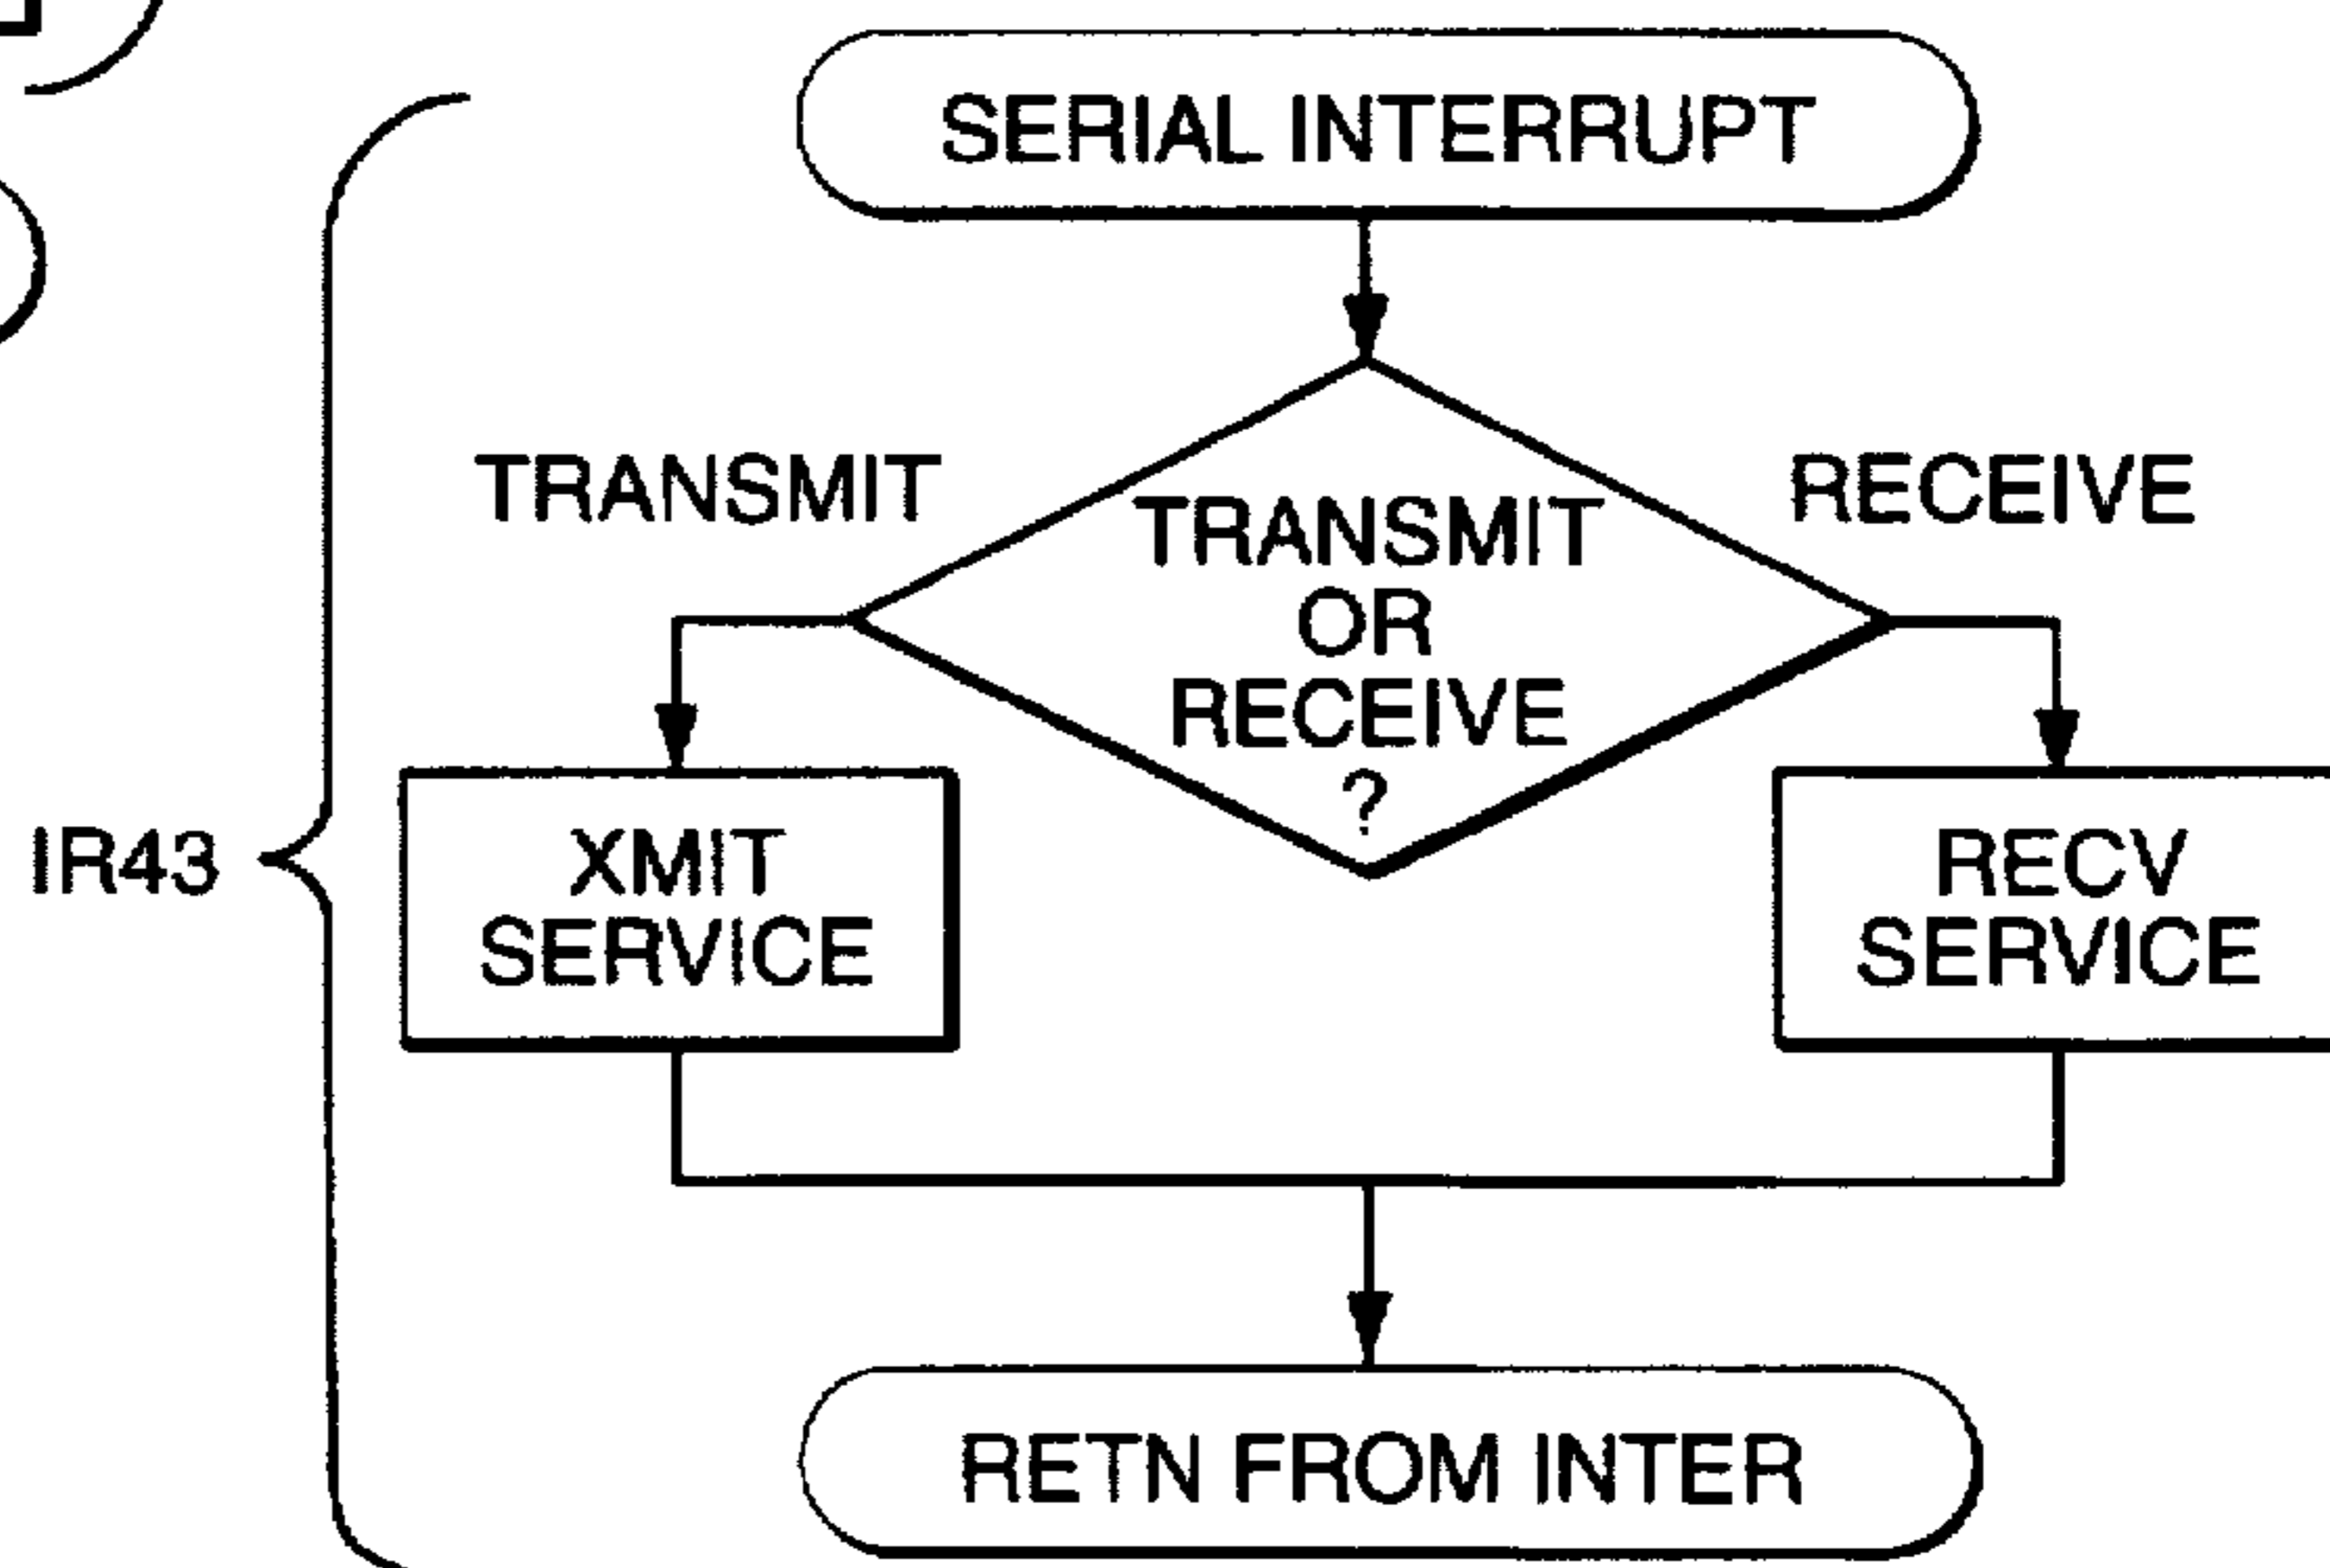 SERIAL INTERRUPT
TRANSMIT
RECEIVE
TRANSMIT
OR
RECEIVE
?
IR43
XMIT
SERVICE
RECV
SERVICE
RETN FROM INTER